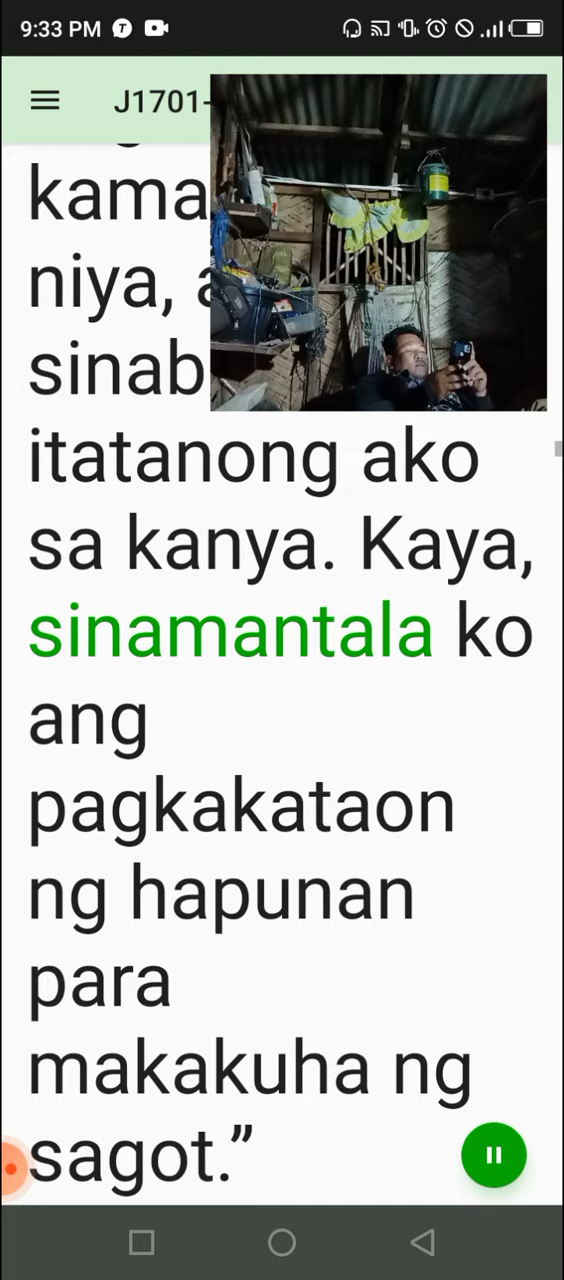 9:33 PM
J1701-
kama
niya,
sinab
itatanong ako
sa kanya. Kaya,
sinamantala ko
ang
pagkakataon
ng hapunan
para
makakuha ng
sagot.”